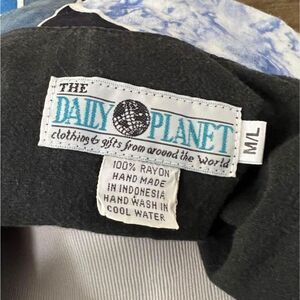 THE
DAILY PLANET
clothing & gifts from around the world
M/L
100% RAYON
HAND MADE
IN INDONESIA
HAND WASH IN
COOL WATER